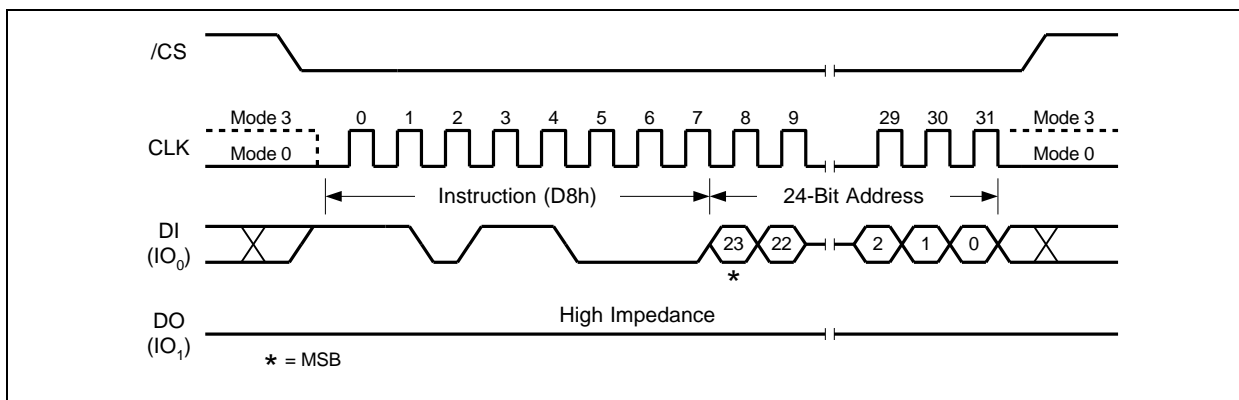 /CS
Mode 3 0 1 2 3 4 5 6 7 8 9 29 30 31 Mode 3
CLK
Mode 0 Mode 0
Instruction (D8h) 24-Bit Address
DI
(IO0)
23 22 2 1 0
*
High Impedance
DO
(IO1)
* = MSB